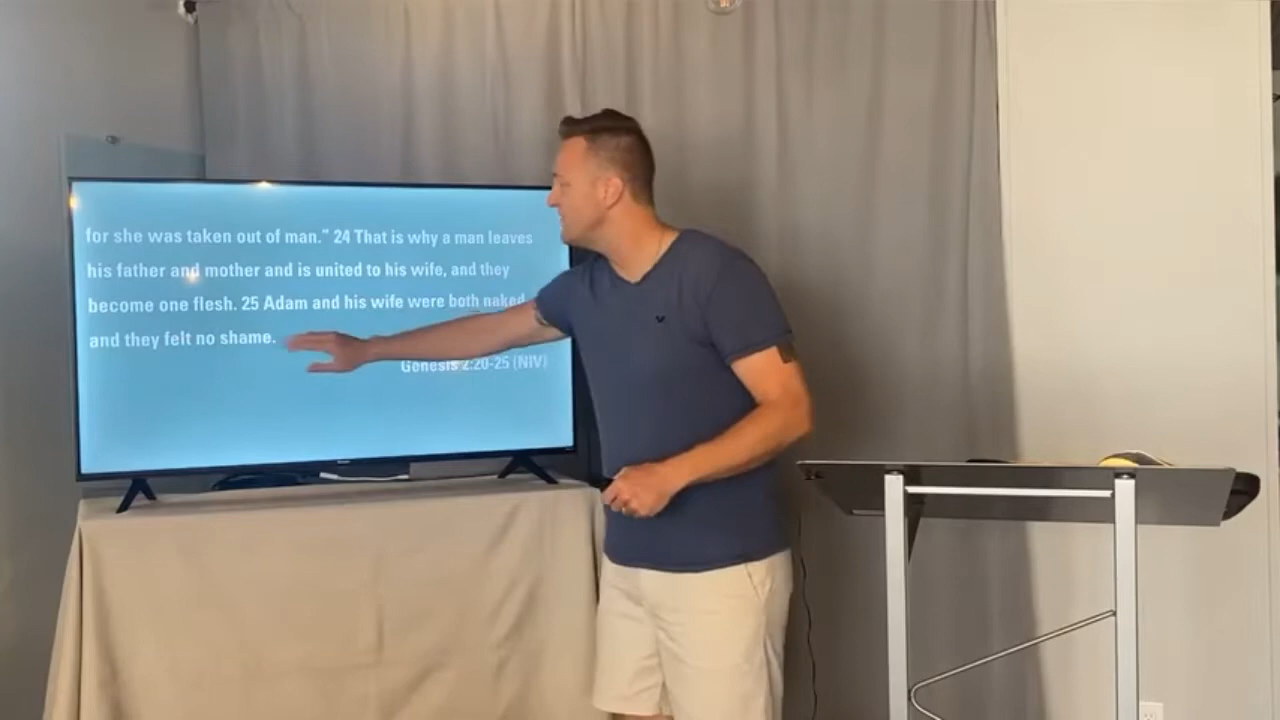 for she was taken out of man.” 24 That is why a man leaves
his father and mother and is united to his wife, and they
become one flesh. 25 Adam and his wife were both naked
and they felt no shame.
Genesis 2:20-25 (NIV)